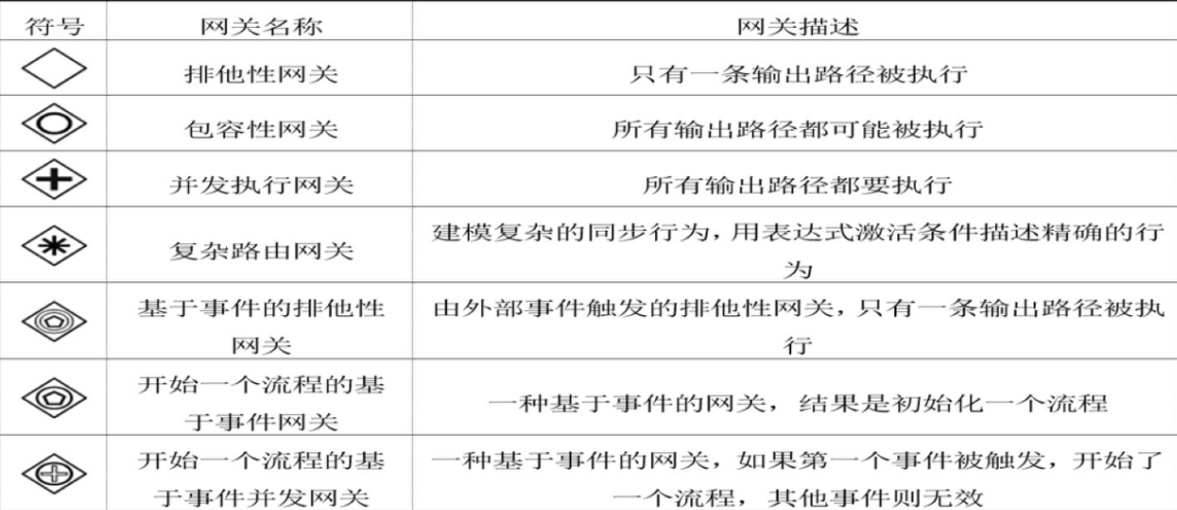 符号 网关名称 网关描述
排他性网关 只有一条输出路径被执行
包容性网关 所有输出路径都可能被执行
并发执行网关 所有输出路径都要执行
复杂路由网关 建模复杂的同步行为，用表达式激活条件描述精确的行
为
基于事件的排他性
网关
由外部事件触发的排他性网关，只有一条输出路径被执
行
开始一个流程的基
于事件网关
一种基于事件的网关，结果是初始化一个流程
开始一个流程的基
于事件并发网关
一种基于事件的网关，如果第一个事件被触发，开始了
一个流程，其他事件则无效